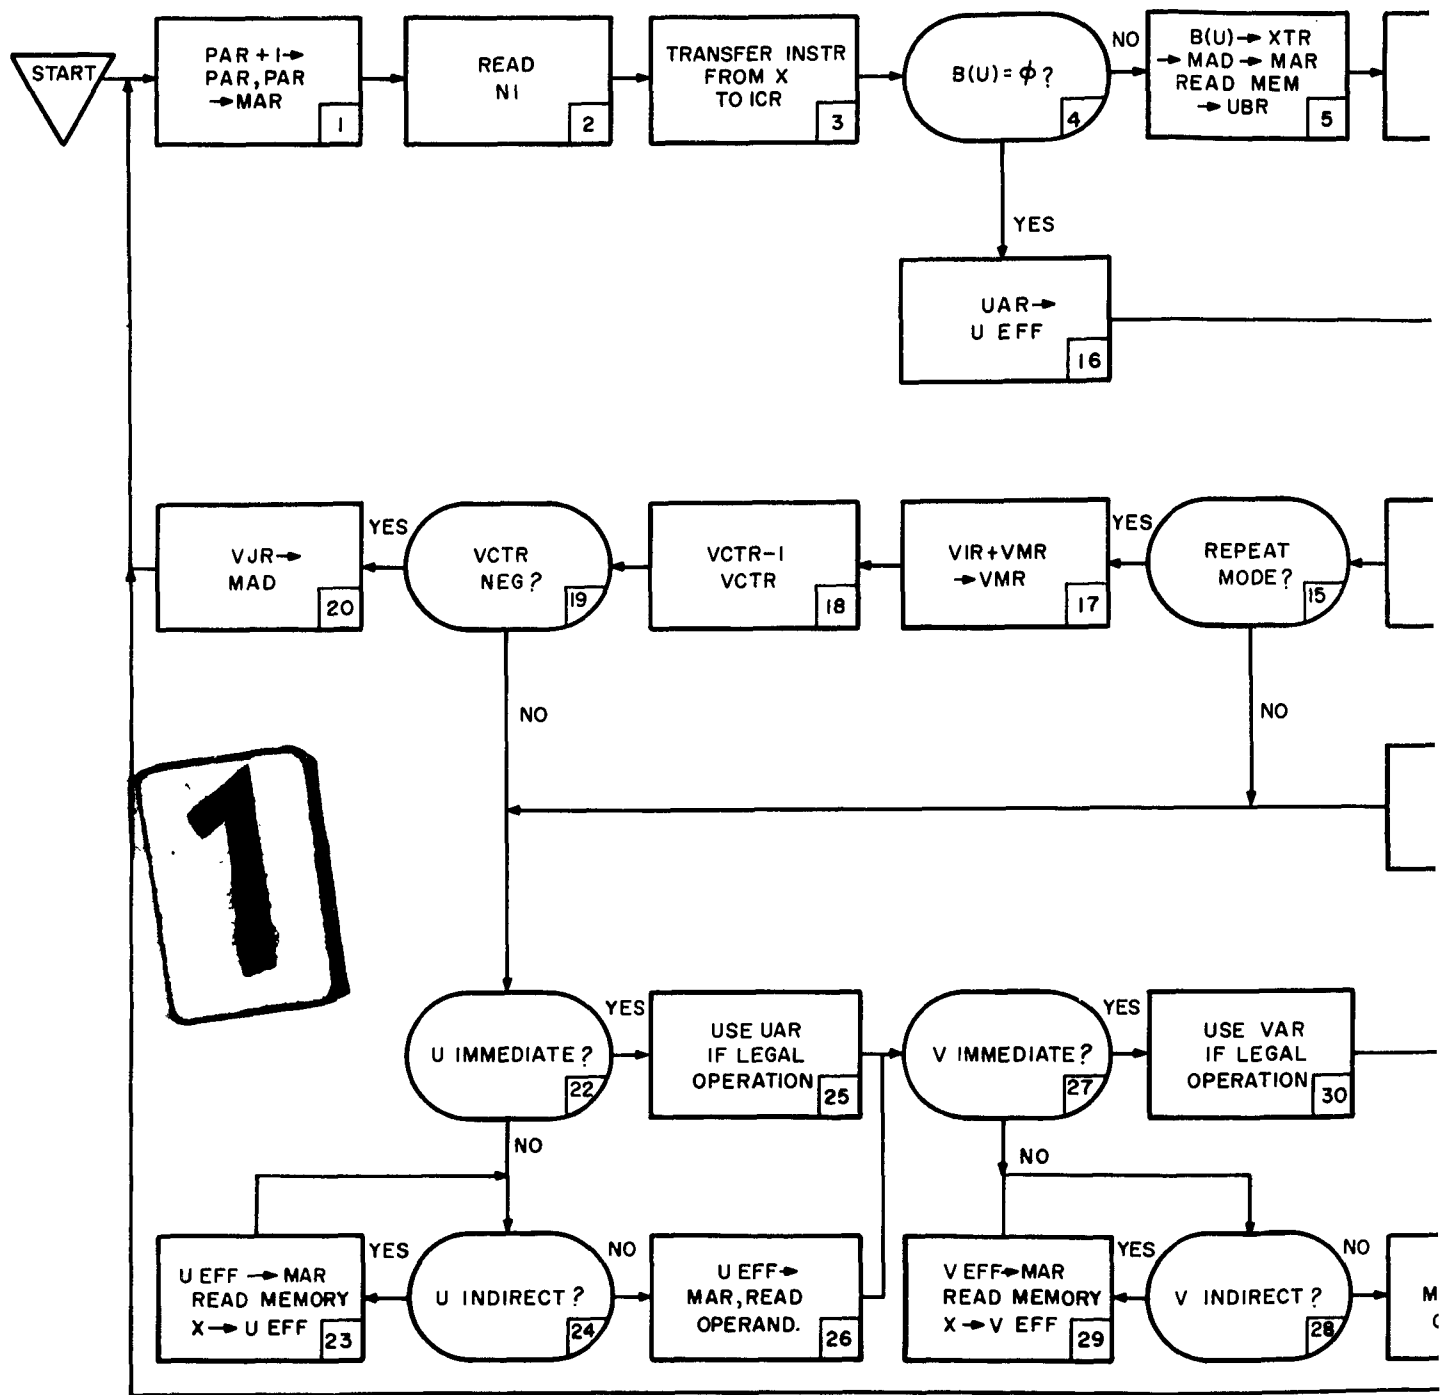 START
PAR + 1→
PAR, PAR
→MAR
1
READ
NI
2
TRANSFER INSTR
FROM X
TO ICR
3
B(U) = ϕ ?
4
NO
B(U)→ XTR
→ MAD → MAR
READ MEM
→ UBR
5
YES
UAR→
U EFF
16
VJR→
MAD
20
YES
VCTR
NEG?
19
VCTR-1
VCTR
18
VIR+VMR
→VMR
17
YES
REPEAT
MODE?
15
NO
NO
1
U IMMEDIATE?
22
YES
USE UAR
IF LEGAL
OPERATION
25
V IMMEDIATE?
27
YES
USE VAR
IF LEGAL
OPERATION
30
NO
NO
U EFF → MAR
READ MEMORY
X → U EFF
23
YES
U INDIRECT ?
24
NO
U EFF→
MAR, READ
OPERAND.
26
V EFF→MAR
READ MEMORY
X → V EFF
29
YES
V INDIRECT ?
28
NO
M